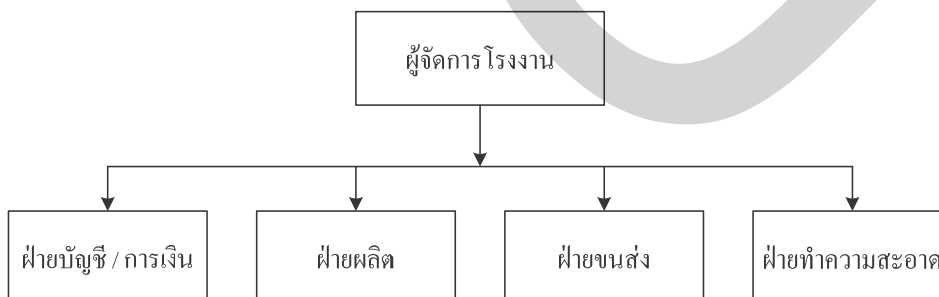 ผู้จัดการโรงงาน
ฝ่ายบัญชี / การเงิน
ฝ่ายผลิต
ฝ่ายขนส่ง
ฝ่ายทำความสะอาด